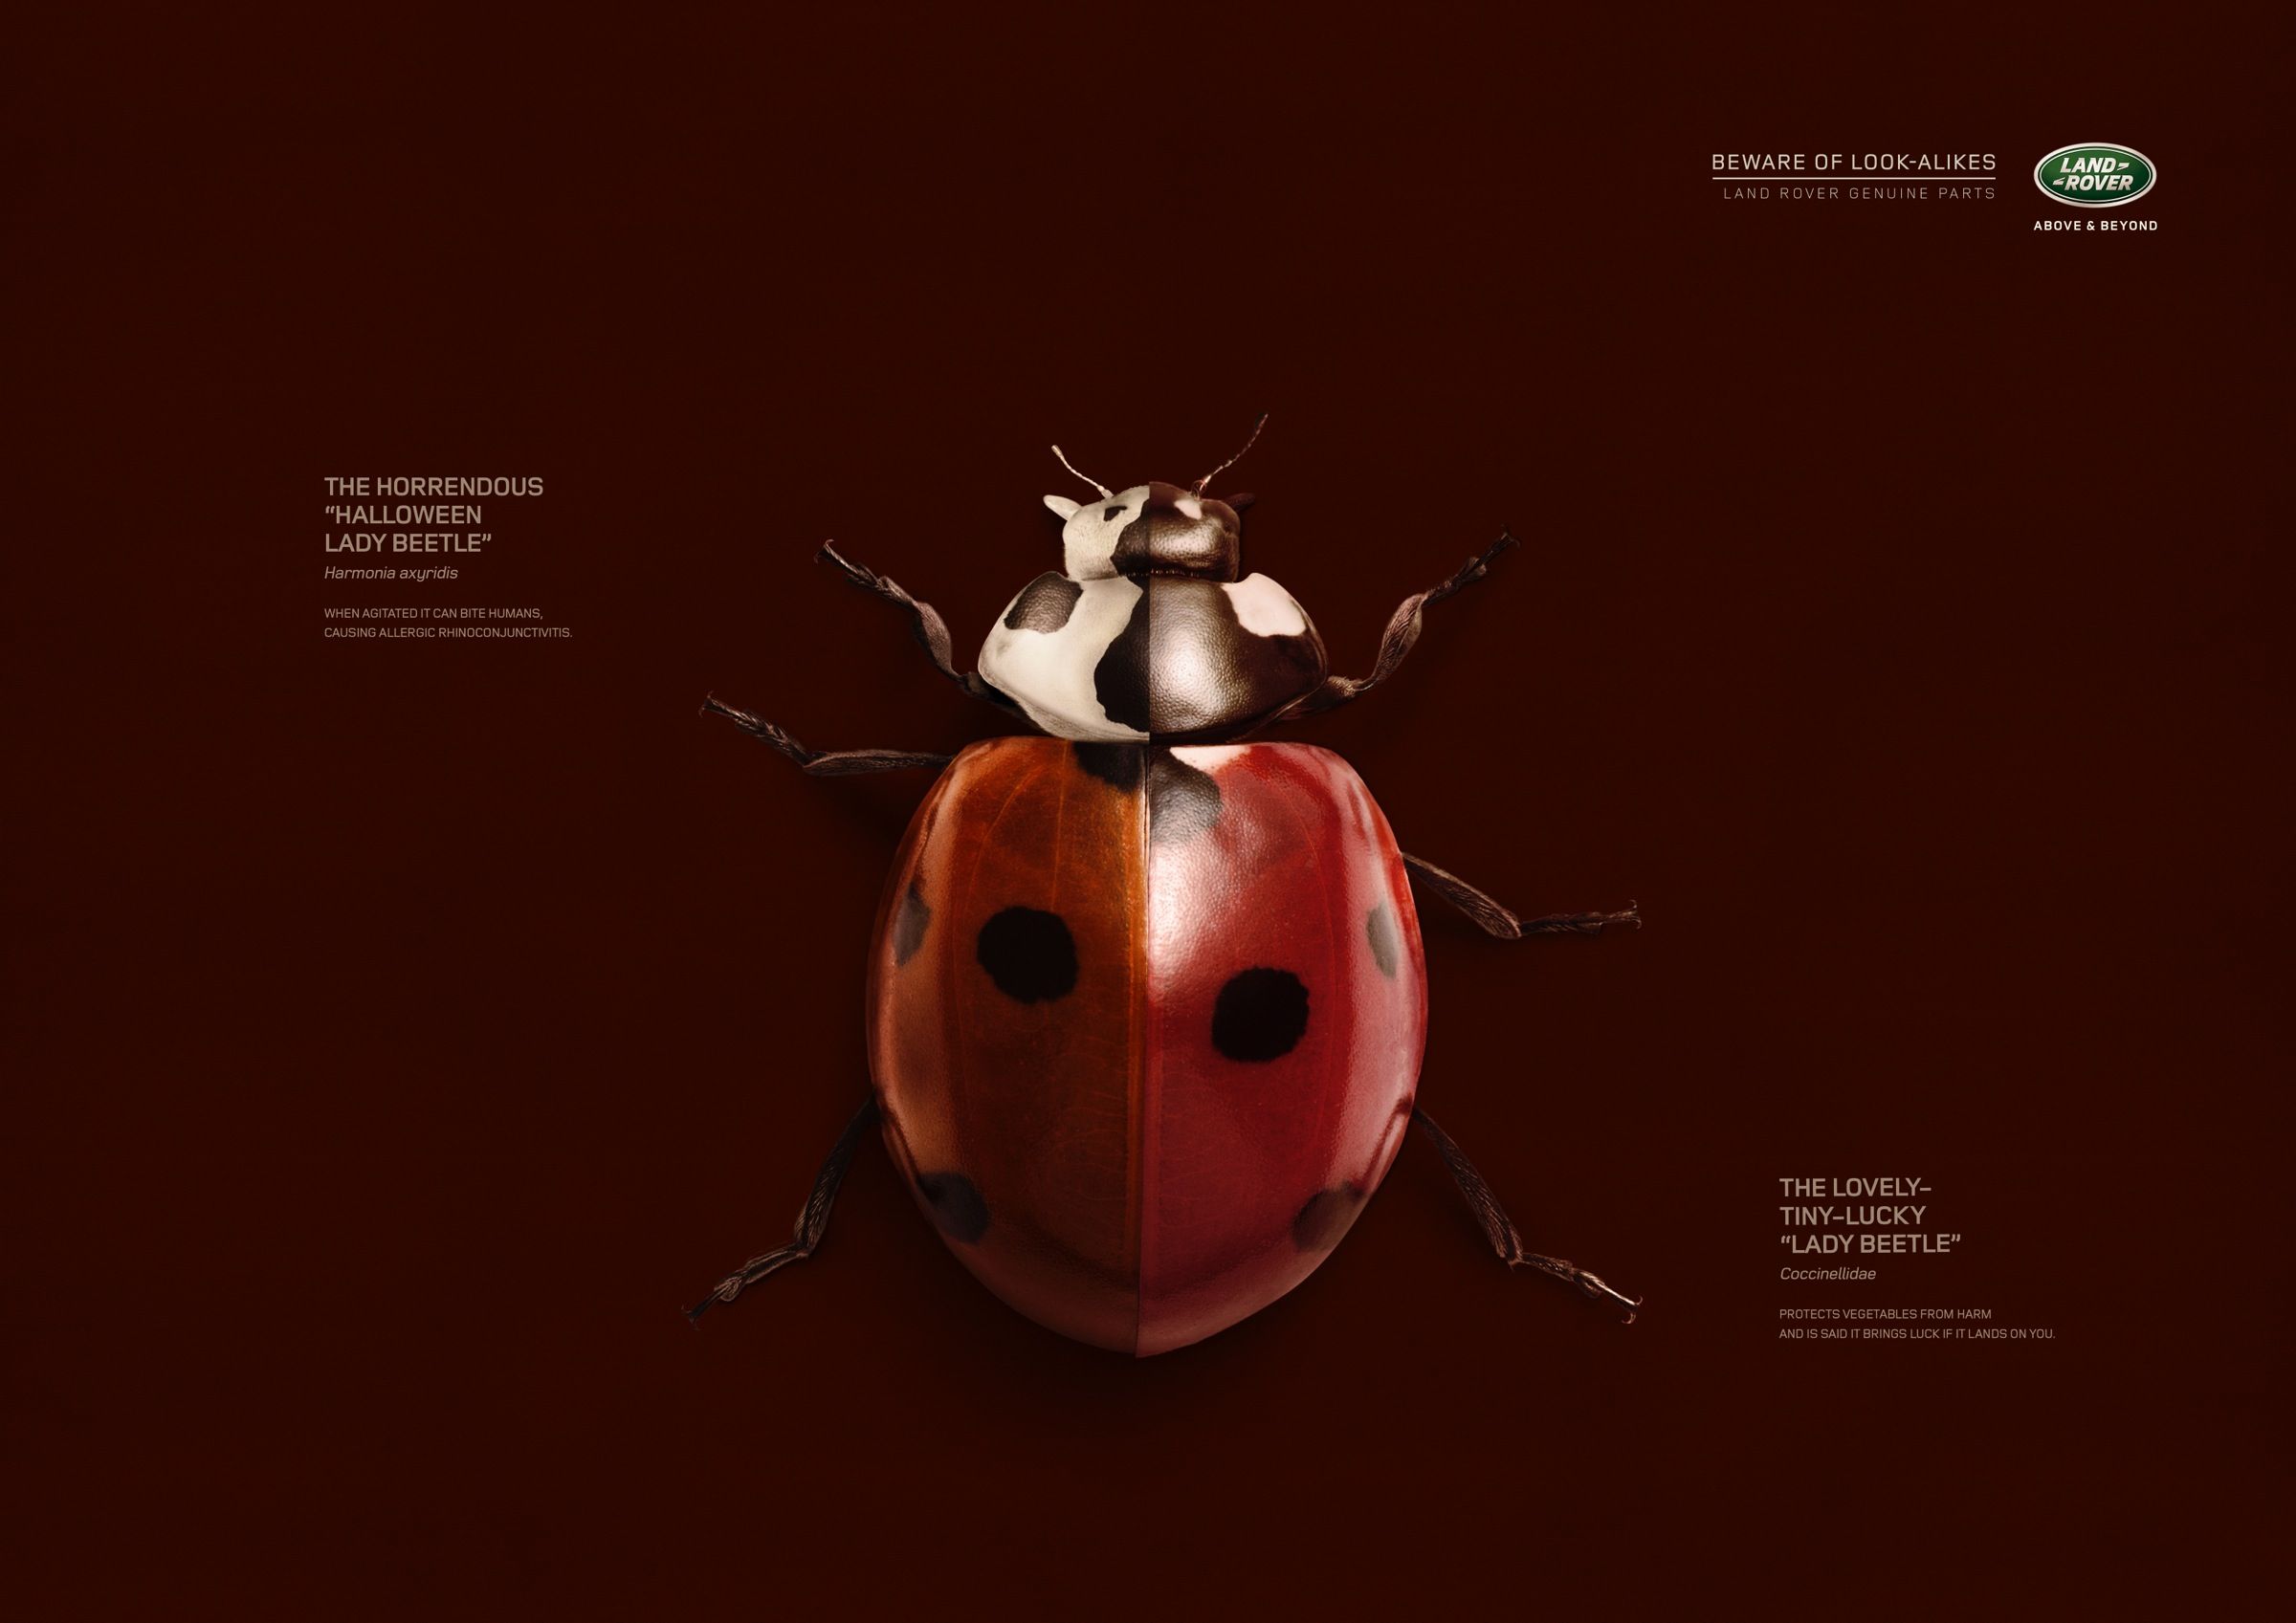 BEWARE OF LOOK-ALIKES
LAND ROVER GENUINE PARTS
LAND
ROVER
ABOVE & BEYOND
THE HORRENDOUS
“HALLOWEEN
LADY BEETLE”
Harmonia axyridis
WHEN AGITATED IT CAN BITE HUMANS,
CAUSING ALLERGIC RHINOCONJUNCTIVITIS.
THE LOVELY–
TINY–LUCKY
“LADY BEETLE”
Coccinellidae
PROTECTS VEGETABLES FROM HARM
AND IS SAID IT BRINGS LUCK IF IT LANDS ON YOU.